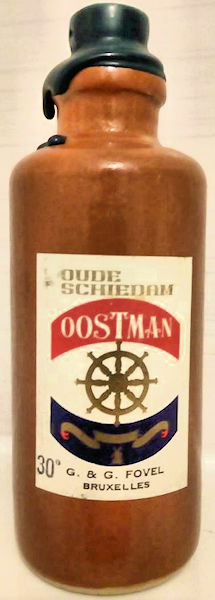 OUDE
SCHIEDAM
OOSTMAN
30°
G. & G. FOVEL
BRUXELLES